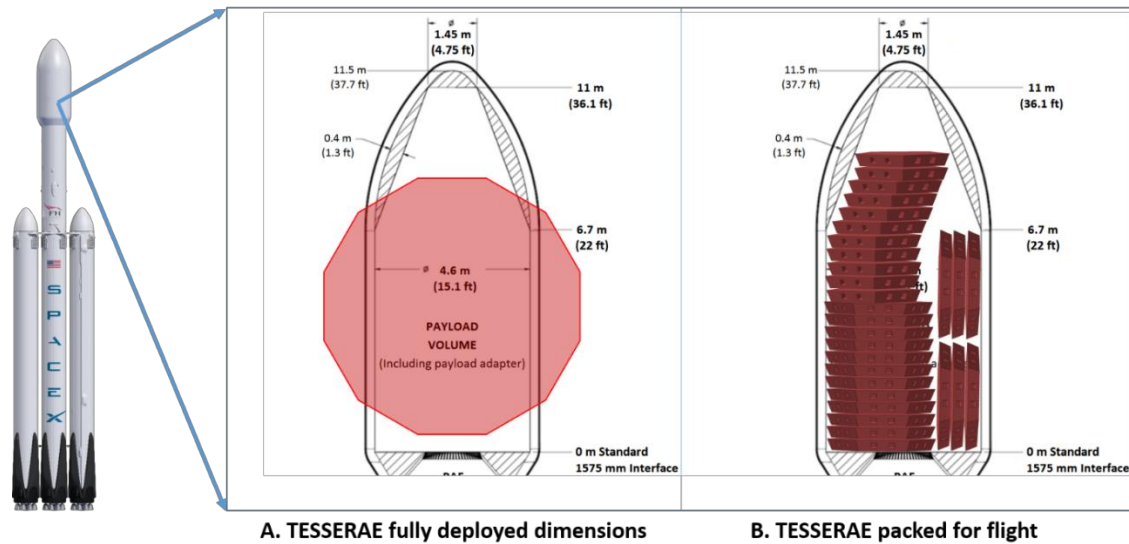 FH
SPACEX
ø
1.45 m
(4.75 ft)
11.5 m
(37.7 ft)
11 m
(36.1 ft)
0.4 m
(1.3 ft)
6.7 m
(22 ft)
ø 4.6 m
(15.1 ft)
PAYLOAD
VOLUME
(Including payload adapter)
0 m Standard
1575 mm Interface
A. TESSERAE fully deployed dimensions
ø
1.45 m
(4.75 ft)
11.5 m
(37.7 ft)
11 m
(36.1 ft)
0.4 m
(1.3 ft)
6.7 m
(22 ft)
0 m Standard
1575 mm Interface
B. TESSERAE packed for flight